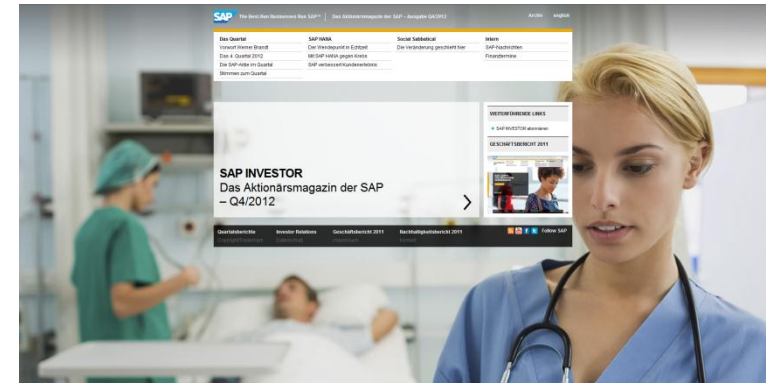 SAP The Best-Run Businesses Run SAP™ | Das Aktionärsmagazin der SAP – Ausgabe Q4/2012 Archiv english
Das Quartal
Vorwort Werner Brandt
Das 4. Quartal 2012
Die SAP-Aktie im Quartal
Stimmen zum Quartal
SAP HANA
Der Wendepunkt in Echtzeit
Mit SAP HANA gegen Krebs
SAP verbessert Kundenerlebnis
Social Sabbatical
Die Veränderung geschieht hier
Intern
SAP-Nachrichten
Finanztermine
SAP INVESTOR
Das Aktionärsmagazin der SAP
– Q4/2012
WEITERFÜHRENDE LINKS
SAP INVESTOR abonnieren
GESCHÄFTSBERICHT 2011
Quartalsberichte Investor Relations Geschäftsbericht 2011 Nachhaltigkeitsbericht 2011 Follow SAP
Copyright/Trademark Datenschutz Impressum Kontakt